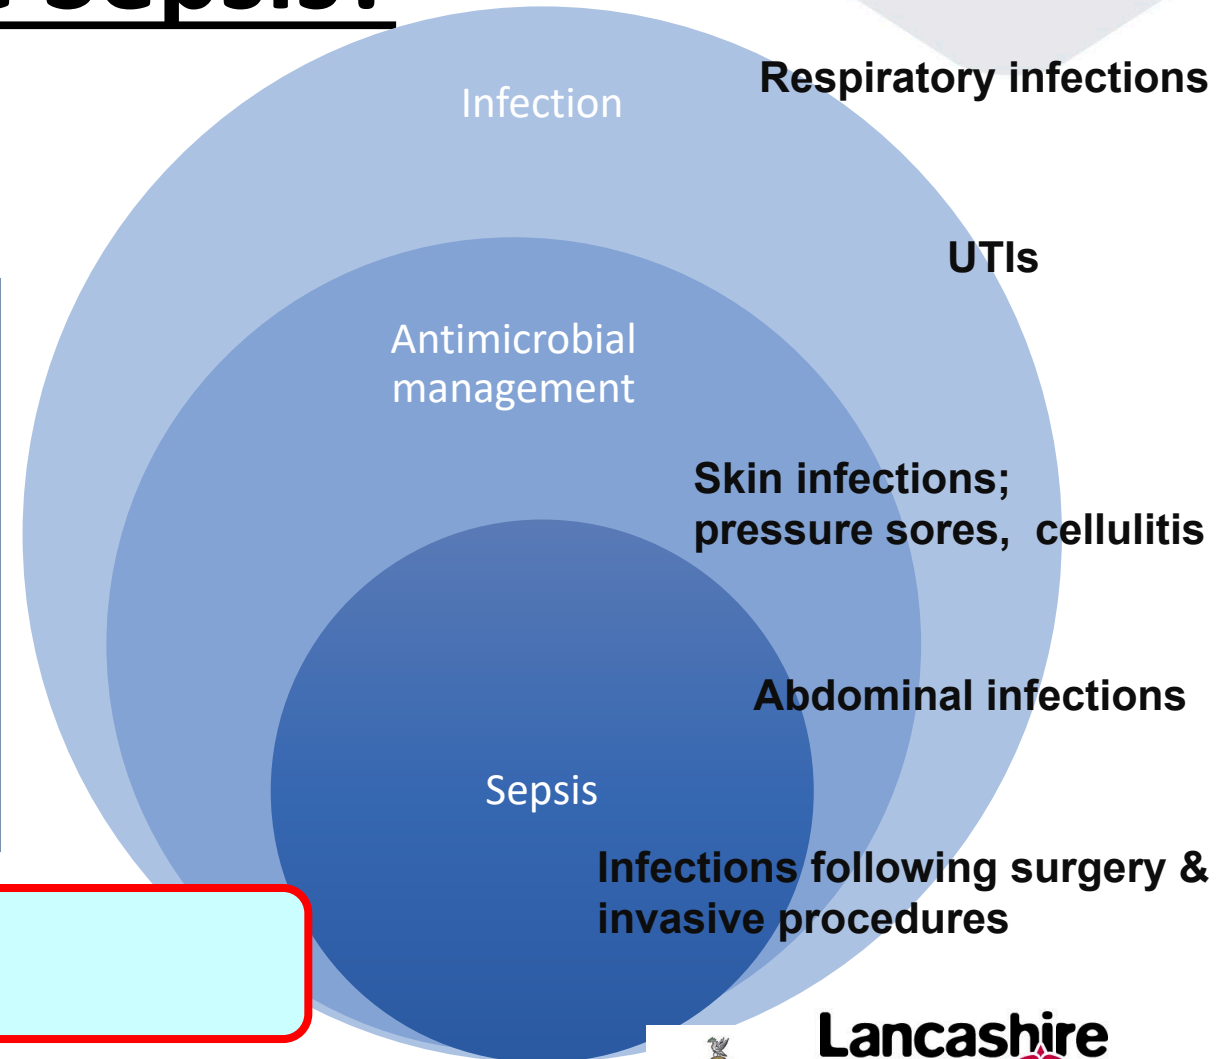 Sepsis?
Infection
Respiratory infections
UTIs
Antimicrobial
management
Skin infections;
pressure sores, cellulitis
Abdominal infections
Sepsis
Infections following surgery &
invasive procedures
Lancashire